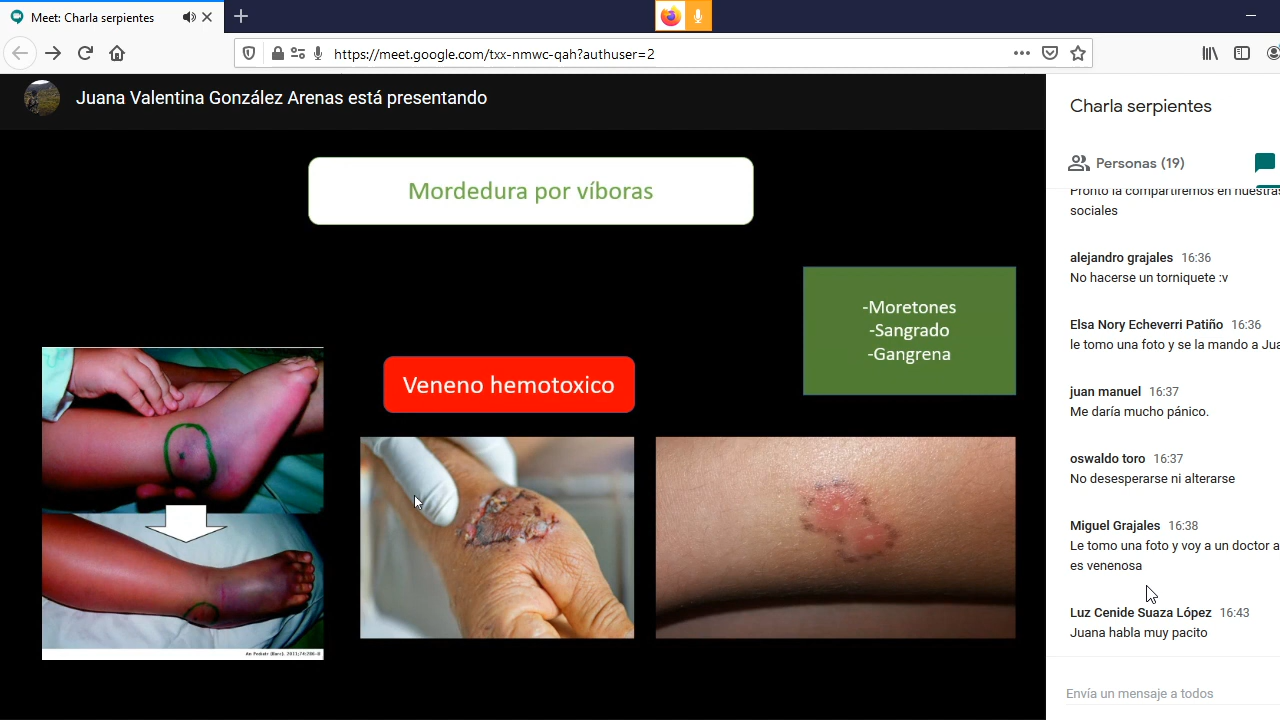 Meet: Charla serpientes
https://meet.google.com/txx-nmwc-qah?authuser=2
Juana Valentina González Arenas está presentando
Mordedura por víboras
-Moretones
-Sangrado
-Gangrena
Veneno hemotoxico
Charla serpientes
Personas (19)
Pronto la compartiremos en nuestras
sociales
alejandro grajales 16:36
No hacerse un torniquete :v
Elsa Nory Echeverri Patiño 16:36
le tomo una foto y se la mando a
juan manuel 16:37
Me daría mucho pánico.
oswaldo toro 16:37
No desesperarse ni alterarse
Miguel Grajales 16:38
Le tomo una foto y voy a un doctor a
es venenosa
Luz Cenide Suaza López 16:43
Juana habla muy pacito
Envía un mensaje a todos